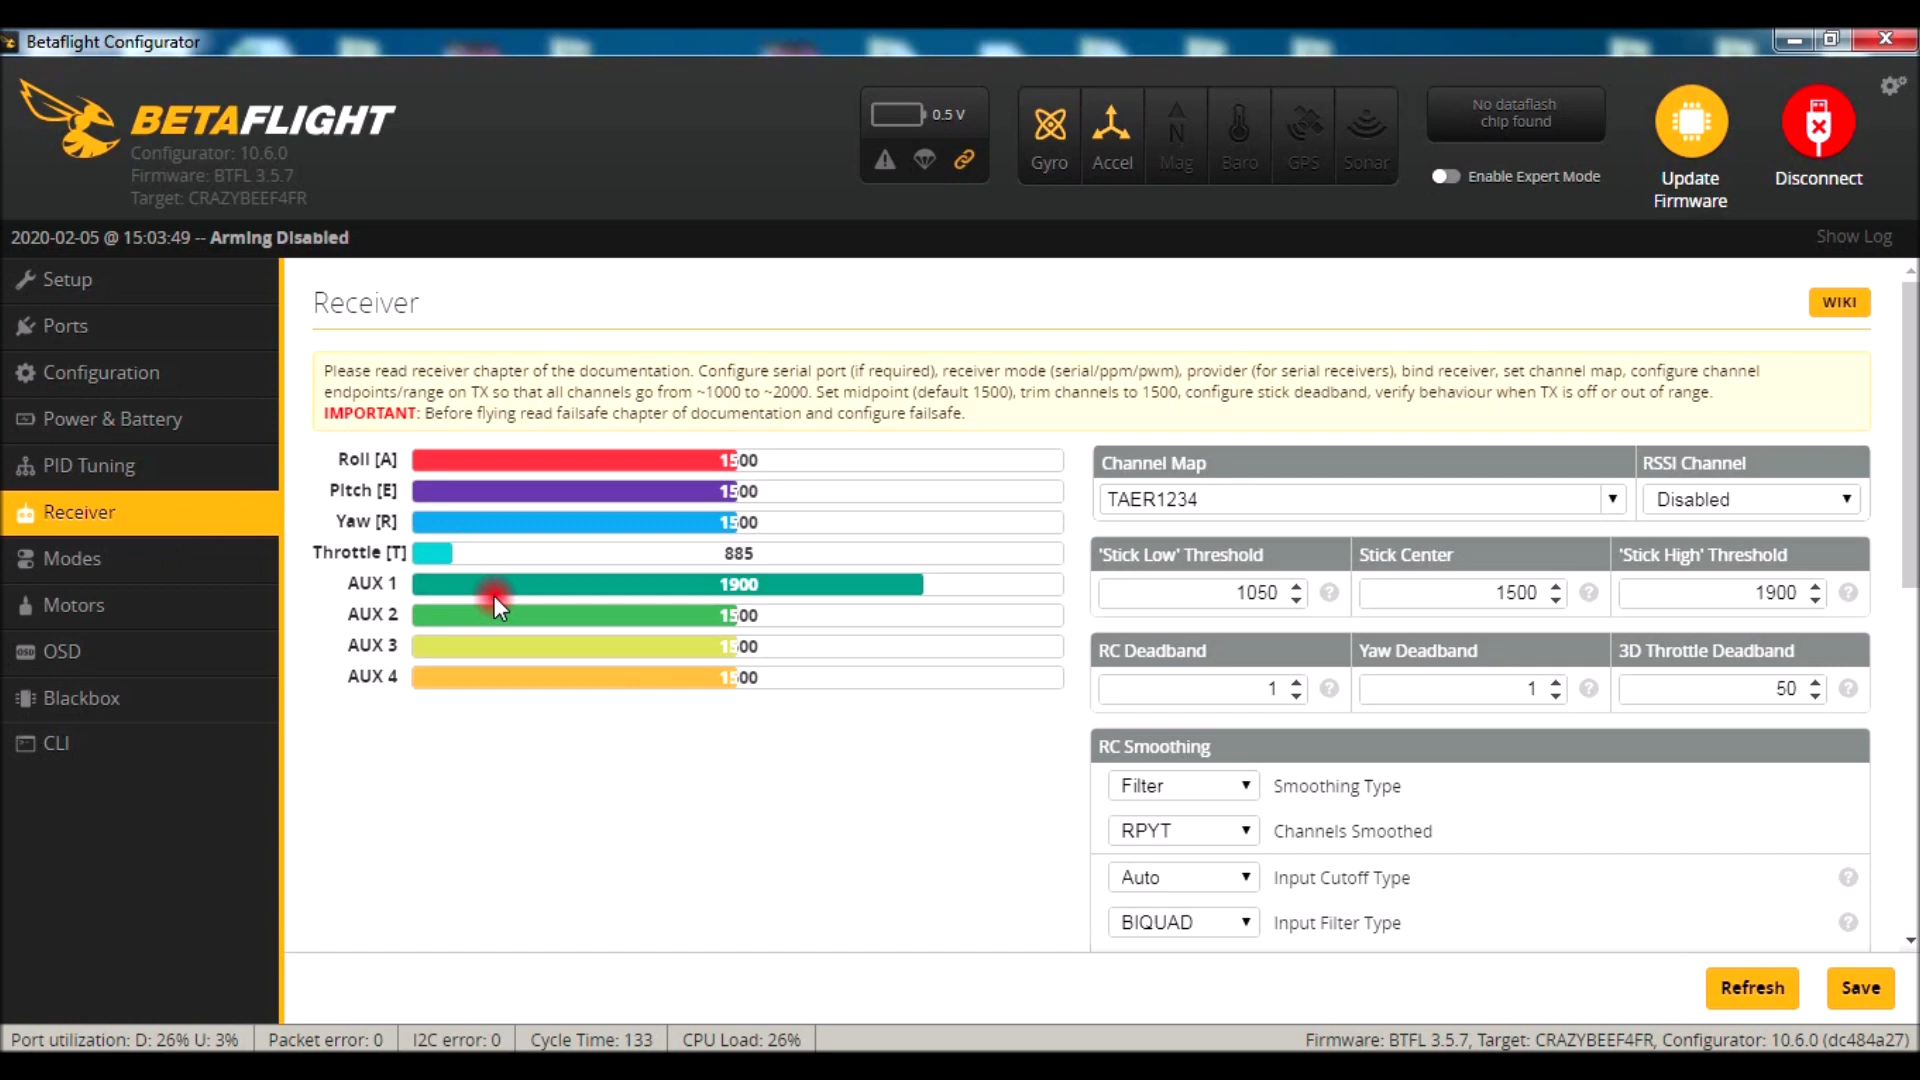 Betaflight Configurator
BETAFLIGHT
Configurator: 10.6.0
Firmware: BTFL 3.5.7
Target: CRAZYBEEF4FR
0.5 V
Gyro
Accel
Mag
Baro
GPS
Sonar
No dataflash
chip found
Enable Expert Mode
Update
Firmware
Disconnect
2020-02-05 @ 15:03:49 -- Arming Disabled
Show Log
Setup
Ports
Configuration
Power & Battery
PID Tuning
Receiver
Modes
Motors
OSD
Blackbox
CLI
Receiver
WIKI
Please read receiver chapter of the documentation. Configure serial port (if required), receiver mode (serial/ppm/pwm), provider (for serial receivers), bind receiver, set channel map, configure channel
endpoints/range on TX so that all channels go from ~1000 to ~2000. Set midpoint (default 1500), trim channels to 1500, configure stick deadband, verify behaviour when TX is off or out of range.
IMPORTANT: Before flying read failsafe chapter of documentation and configure failsafe.
Roll [A] 1500
Pitch [E] 1500
Yaw [R] 1500
Throttle [T] 885
AUX 1 1900
AUX 2 1500
AUX 3 1500
AUX 4 1500
Channel Map RSSI Channel
TAER1234 Disabled
'Stick Low' Threshold Stick Center 'Stick High' Threshold
1050 1500 1900
RC Deadband Yaw Deadband 3D Throttle Deadband
1 1 50
RC Smoothing
Filter Smoothing Type
RPYT Channels Smoothed
Auto Input Cutoff Type
BIQUAD Input Filter Type
Refresh Save
Port utilization: D: 26% U: 3% Packet error: 0 I2C error: 0 Cycle Time: 133 CPU Load: 26% Firmware: BTFL 3.5.7, Target: CRAZYBEEF4FR, Configurator: 10.6.0 (dc484a27)